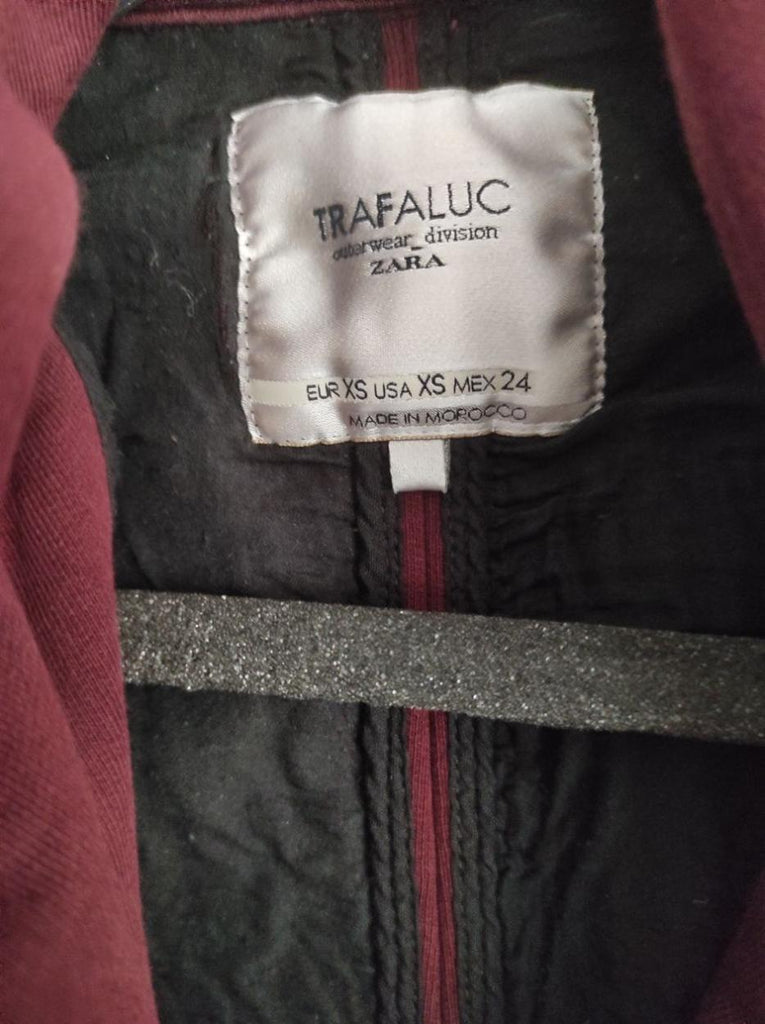 TRAFALUC
outerwear_division
ZARA
EUR XS USA XS MEX 24
MADE IN MOROCCO